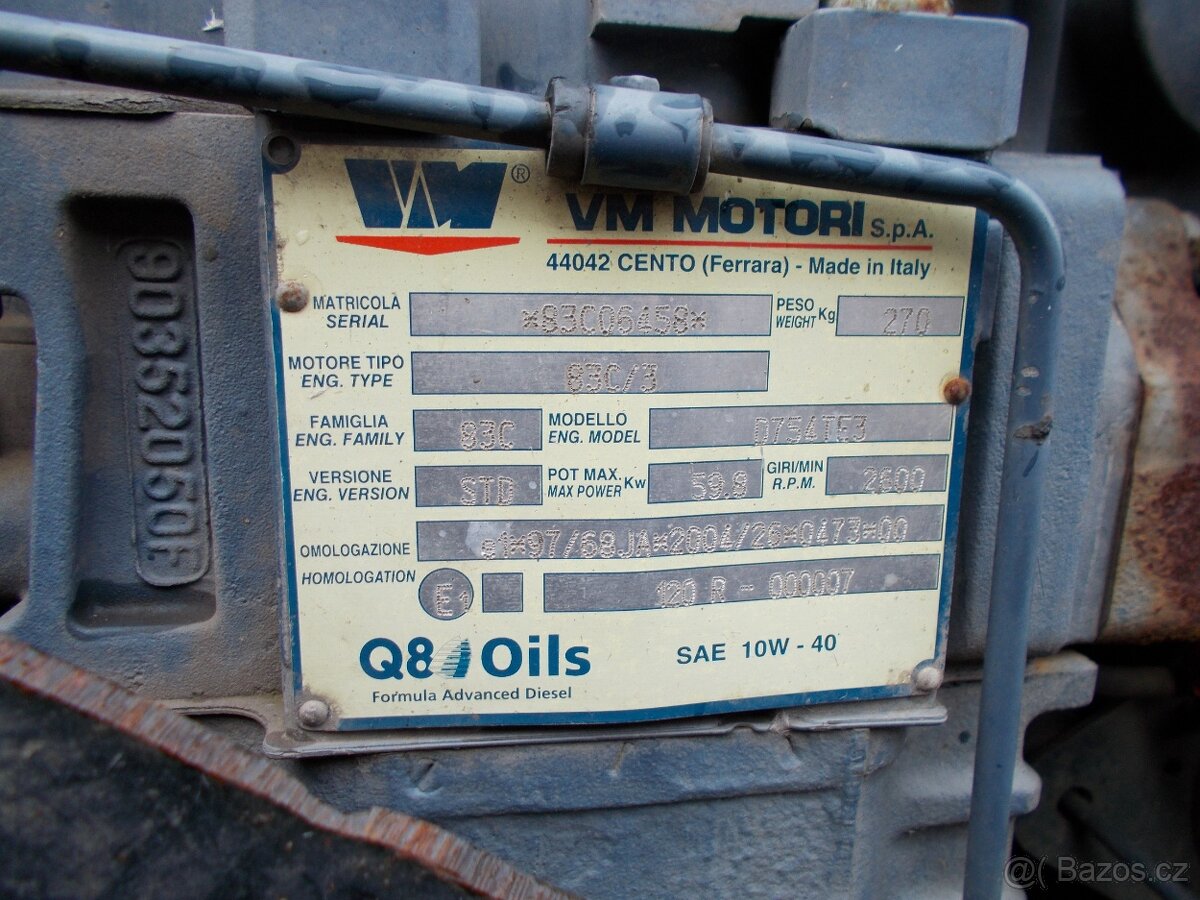 VM®
VM MOTORI S.p.A.
44042 CENTO (Ferrara) - Made in Italy
MATRICOLA
SERIAL
*83C06458*
PESO
WEIGHT Kg
270
MOTORE TIPO
ENG. TYPE
83C/3
FAMIGLIA
ENG. FAMILY
83C
MODELLO
ENG. MODEL
D754TE3
VERSIONE
ENG. VERSION
STD
POT MAX.
MAX POWER Kw
59.9
GIRI/MIN
R.P.M.
2600
OMOLOGAZIONE
HOMOLOGATION
e1*97/68JA*2004/26*0473*00
E1
120 R - 000007
Q8 Oils
Formula Advanced Diesel
SAE 10W - 40
90352050F
@( Bazos.cz